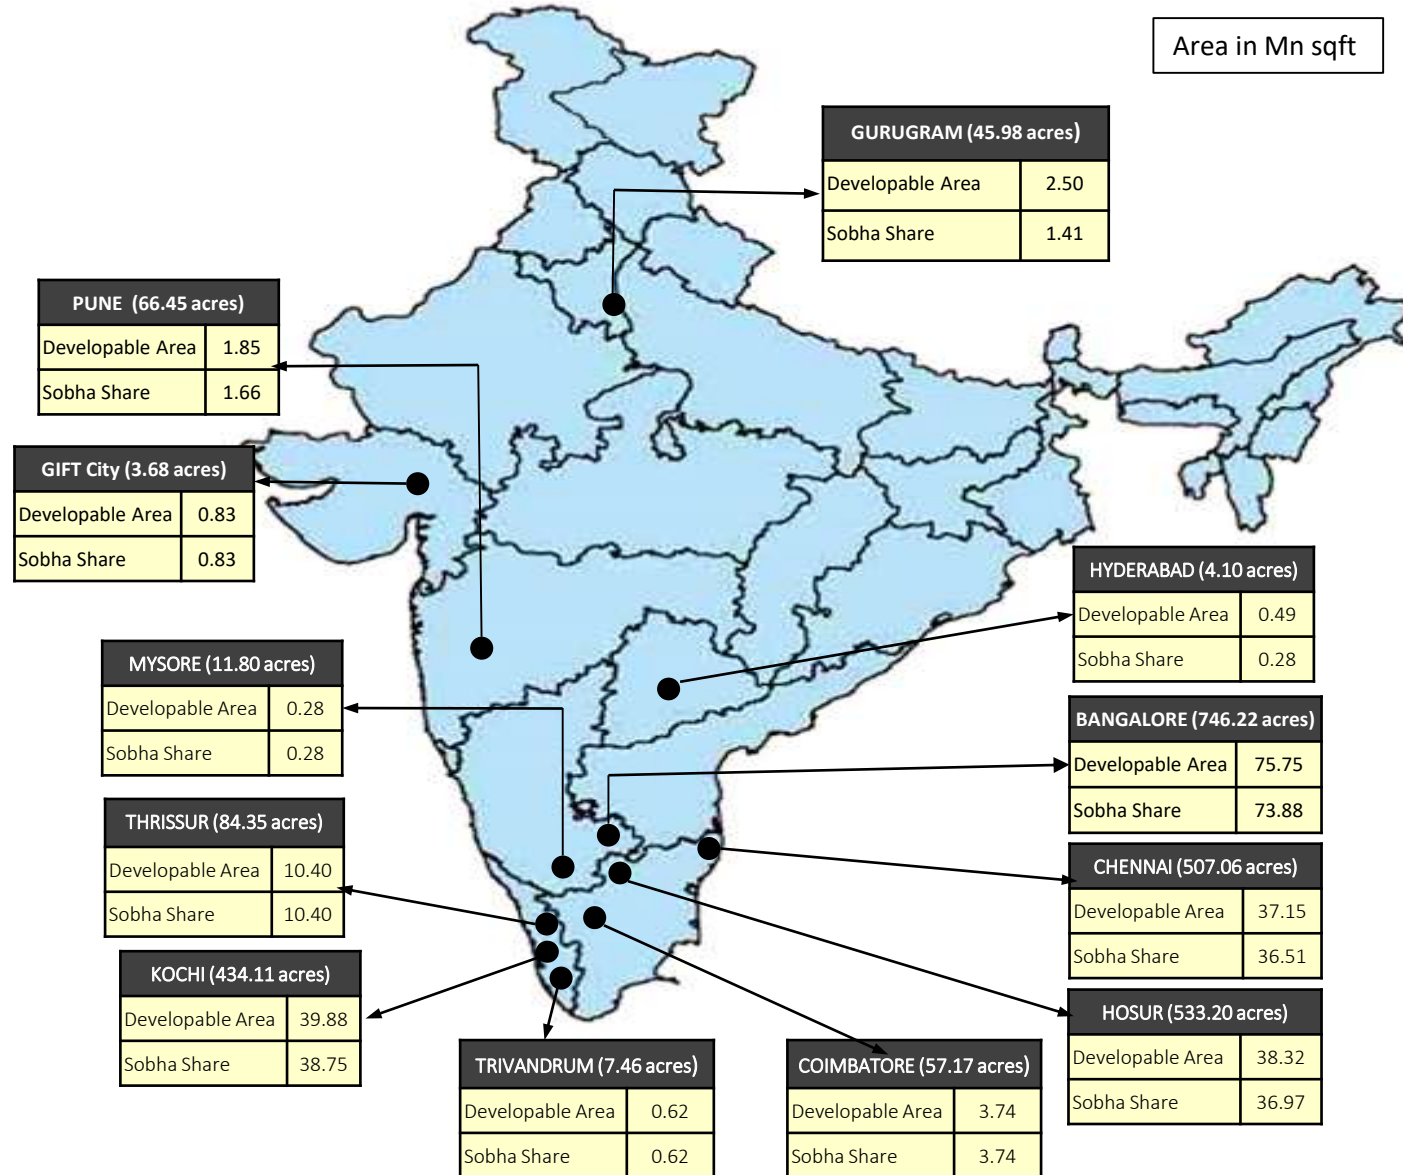 Area in Mn sqft
GURUGRAM (45.98 acres)
Developable Area 2.50
Sobha Share 1.41
PUNE (66.45 acres)
Developable Area 1.85
Sobha Share 1.66
GIFT City (3.68 acres)
Developable Area 0.83
Sobha Share 0.83
HYDERABAD (4.10 acres)
Developable Area 0.49
Sobha Share 0.28
MYSORE (11.80 acres)
Developable Area 0.28
Sobha Share 0.28
BANGALORE (746.22 acres)
Developable Area 75.75
Sobha Share 73.88
THRISSUR (84.35 acres)
Developable Area 10.40
Sobha Share 10.40
CHENNAI (507.06 acres)
Developable Area 37.15
Sobha Share 36.51
KOCHI (434.11 acres)
Developable Area 39.88
Sobha Share 38.75
HOSUR (533.20 acres)
Developable Area 38.32
Sobha Share 36.97
TRIVANDRUM (7.46 acres)
Developable Area 0.62
Sobha Share 0.62
COIMBATORE (57.17 acres)
Developable Area 3.74
Sobha Share 3.74